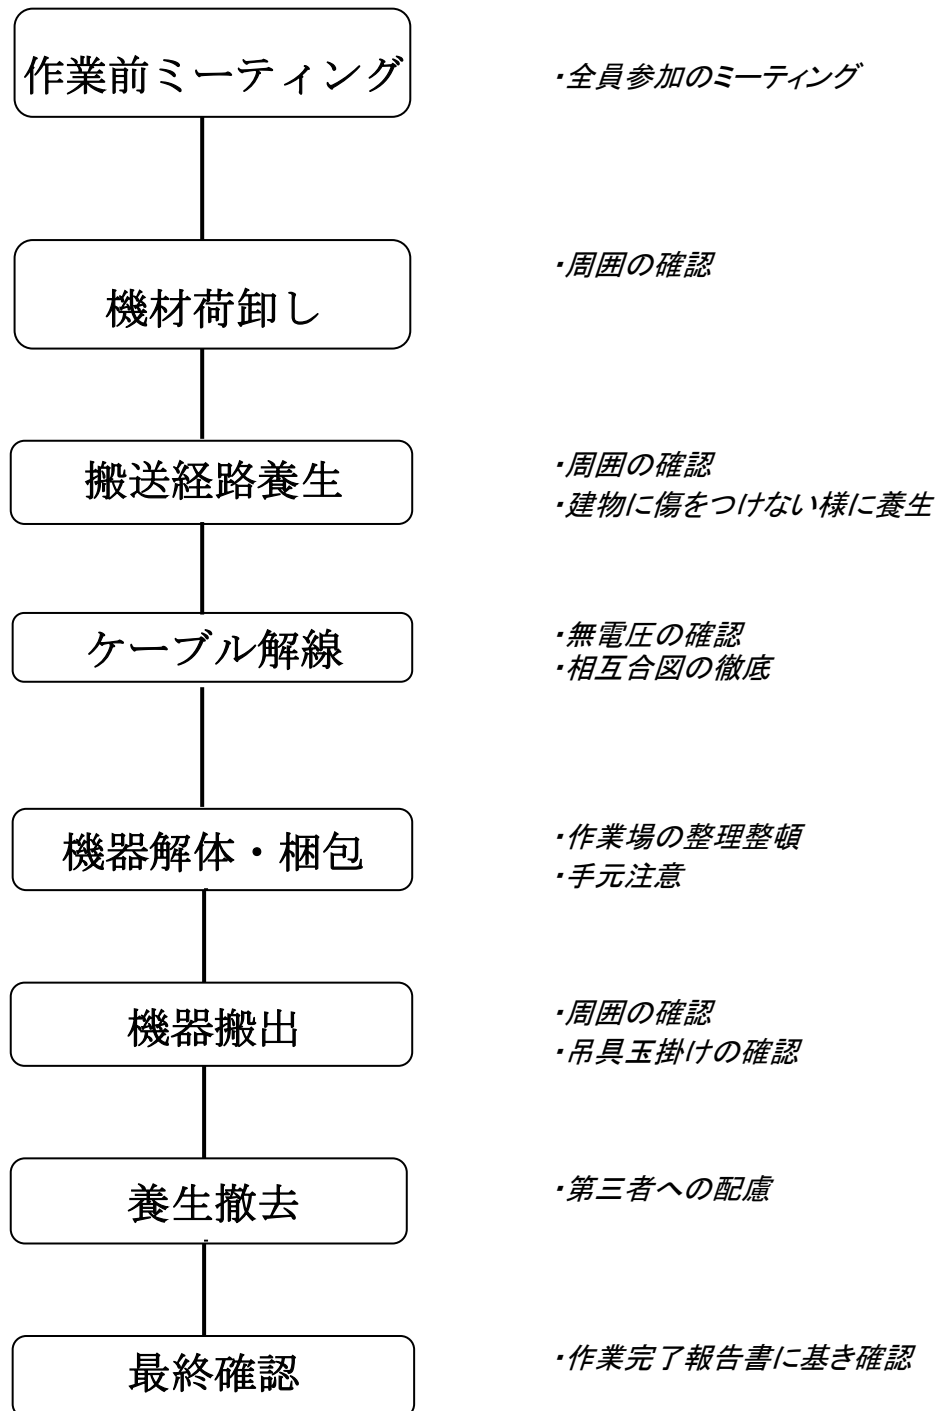 作業前ミーティング
・全員参加のミーティング
機材荷卸し
・周囲の確認
搬送経路養生
・周囲の確認
・建物に傷をつけない様に養生
ケーブル解線
・無電圧の確認
・相互合図の徹底
機器解体・梱包
・作業場の整理整頓
・手元注意
機器搬出
・周囲の確認
・吊具玉掛けの確認
養生撤去
・第三者への配慮
最終確認
・作業完了報告書に基き確認